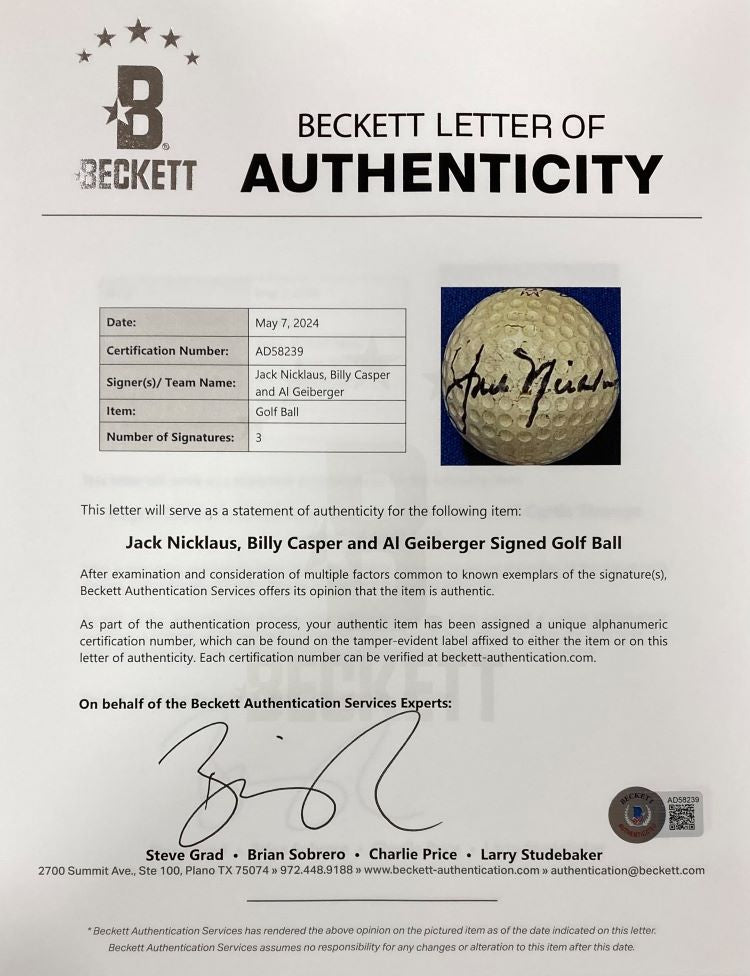 B
BECKETT
BECKETT LETTER OF
AUTHENTICITY
Date: May 7, 2024
Certification Number: AD58239
Signer(s)/ Team Name: Jack Nicklaus, Billy Casper
and Al Geiberger
Item: Golf Ball
Number of Signatures: 3
Jack Nicklaus
This letter will serve as a statement of authenticity for the following item:
Jack Nicklaus, Billy Casper and Al Geiberger Signed Golf Ball
After examination and consideration of multiple factors common to known exemplars of the signature(s),
Beckett Authentication Services offers its opinion that the item is authentic.
As part of the authentication process, your authentic item has been assigned a unique alphanumeric
certification number, which can be found on the tamper-evident label affixed to either the item or on this
letter of authenticity. Each certification number can be verified at beckett-authentication.com.
On behalf of the Beckett Authentication Services Experts:
BECKETT
AUTHENTICATION
AD58239
Steve Grad • Brian Sobrero • Charlie Price • Larry Studebaker
2700 Summit Ave., Ste 100, Plano TX 75074 » 972.448.9188 » www.beckett-authentication.com » authentication@beckett.com
*Beckett Authentication Services has rendered the above opinion on the pictured item as of the date indicated on this letter.
Beckett Authentication Services assumes no responsibility for any changes or alteration to this item after this date.